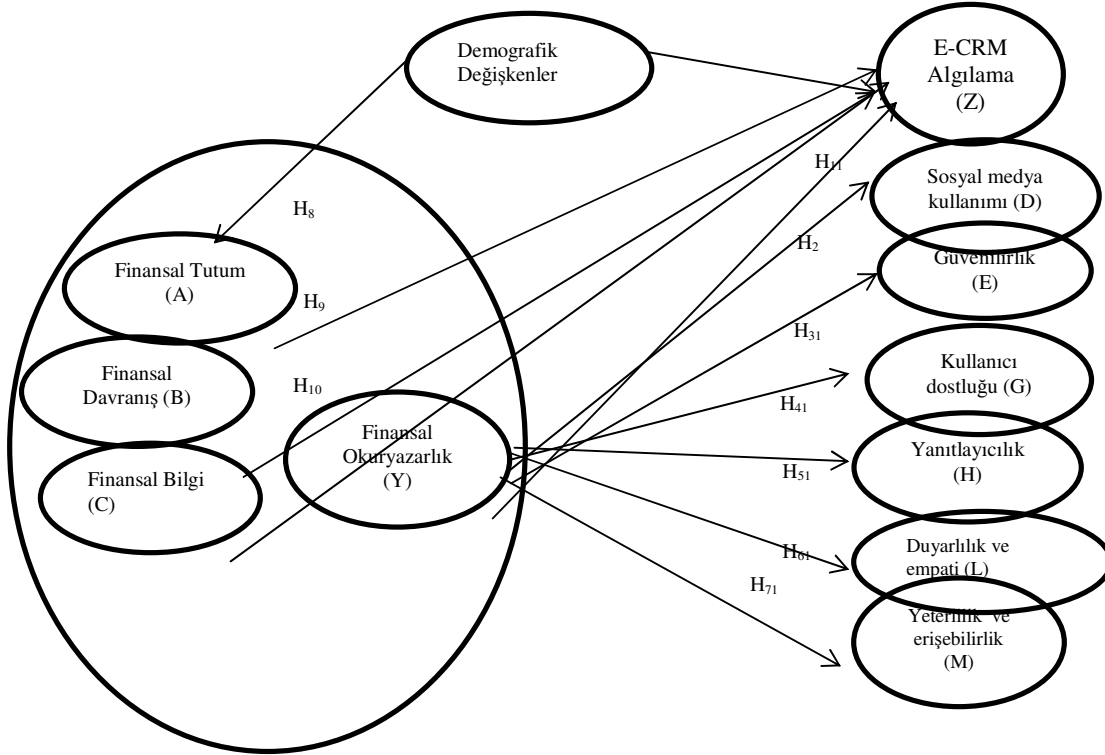 Demografik
Değişkenler
E-CRM
Algılama
(Z)
H11
Sosyal medya
kullanımı (D)
H8
H2
Finansal Tutum
(A)
Güvenilirlik
(E)
H9
H31
Finansal
Davranış (B)
Kullanıcı
dostluğu (G)
H10
H41
Finansal
Okuryazarlık
(Y)
Yanıtlayıcılık
(H)
Finansal Bilgi
(C)
H51
Duyarlılık ve
empati (L)
H61
H71
Yeterlilik ve
erişebilirlik
(M)